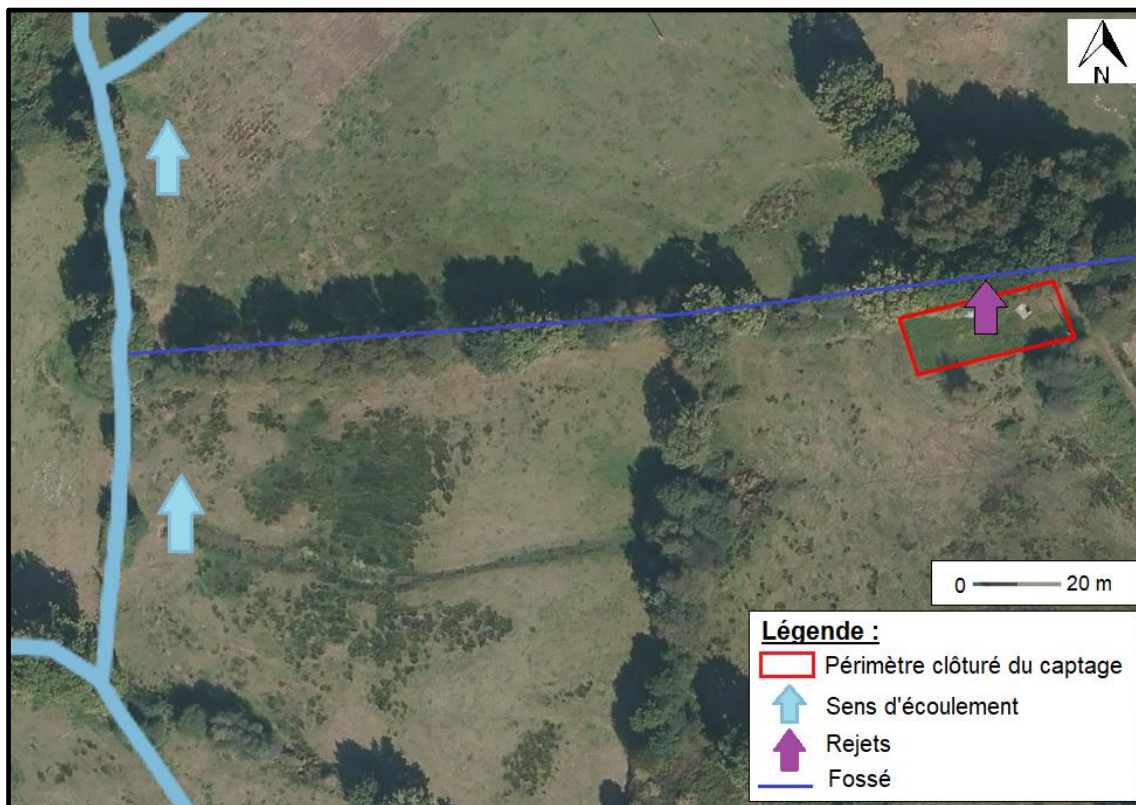 N
0 20 m
Légende :
Périmètre clôturé du captage
Sens d'écoulement
Rejets
Fossé